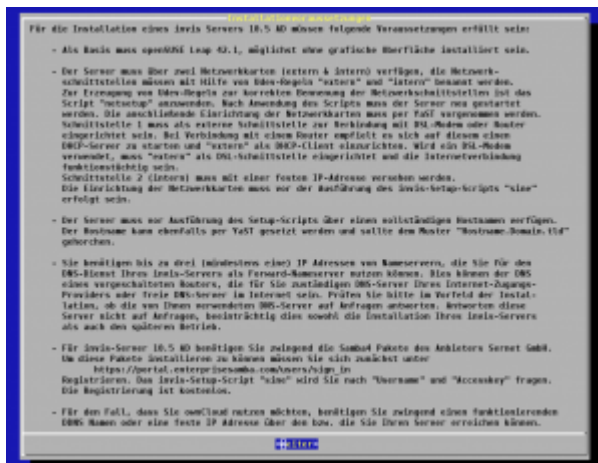 Installationsvoraussetzungen
Für die Installation eines invis Servers 10.5 AD müssen folgende Voraussetzungen erfüllt sein:
- Als Basis muss openSUSE Leap 42.1, möglichst ohne grafische Oberfläche installiert sein.
- Der Server muss über zwei Netzwerkkarten (extern & intern) verfügen, die Netzwerk-
schnittstellen müssen mit Hilfe von Udev-Regeln "extern" und "intern" benannt werden.
Zur Erzeugung von Udev-Regeln zur korrekten Benennung der Netzwerkschnittstellen ist das
Script "netsetup" anzuwenden. Nach Anwendung des Scripts muss der Server neu gestartet
werden. Die anschließende Einrichtung der Netzwerkkarten muss per YaST vorgenommen werden.
Schnittstelle 1 muss als externe Schnittstelle zur Verbindung mit DSL-Modem oder Router
eingerichtet sein. Bei Verbindung mit einem Router empfielt es sich auf diesem einen
DHCP-Server zu starten und "extern" als DHCP-Client einzurichten. Wird ein DSL-Modem
verwendet, muss "extern" als DSL-Schnittstelle eingerichtet und die Internetverbindung
funktionstüchtig sein.
Schnittstelle 2 (intern) muss mit einer festen IP-Adresse versehen werden.
Die Einrichtung der Netzwerkkarten muss vor der Ausführung des invis-Setup-Scripts "sine"
erfolgt sein.
- Der Server muss vor Ausführung des Setup-Scripts über einen vollständigen Hostnamen verfügen.
Der Hostname kann ebenfalls per YaST gesetzt werden und sollte dem Muster "Hostname.Domain.tld"
gehorchen.
- Sie benötigen bis zu drei (mindestens eine) IP Adressen von Nameservern, die Sie für den
DNS-Dienst Ihres invis-Servers als Forward-Nameserver nutzen können. Dies können der DNS
eines vorgeschalteten Routers, die für Sie zuständigen DNS-Server Ihres Internet-Zugangs-
Providers oder freie DNS-Server im Internet sein. Prüfen Sie bitte im Vorfeld der Instal-
lation, ob die von Ihnen verwendeten DNS-Server auf Anfragen antworten. Antworten diese
Server nicht auf Anfragen, beeinträchtig dies sowohl die Installation Ihres invis-Servers
als auch den späteren Betrieb.
- Für invis-Server 10.5 AD benötigen Sie zwingend die Samba4 Pakete des Anbieters Sernet GmbH.
Um diese Pakete installieren zu können müssen Sie sich zunächst unter
https://portal.enterprisesamba.com/users/sign_in
Registrieren. Das invis-Setup-Script "sine" wird Sie nach "Username" und "Accesskey" fragen.
Die Registrierung ist kostenlos.
- Für den Fall, dass Sie ownCloud nutzen möchten, benötigen Sie zwingend einen funktionierenden
DDNS Namen oder eine feste IP Adresse über den bzw. die Sie Ihren Server erreichen können.
Weiter